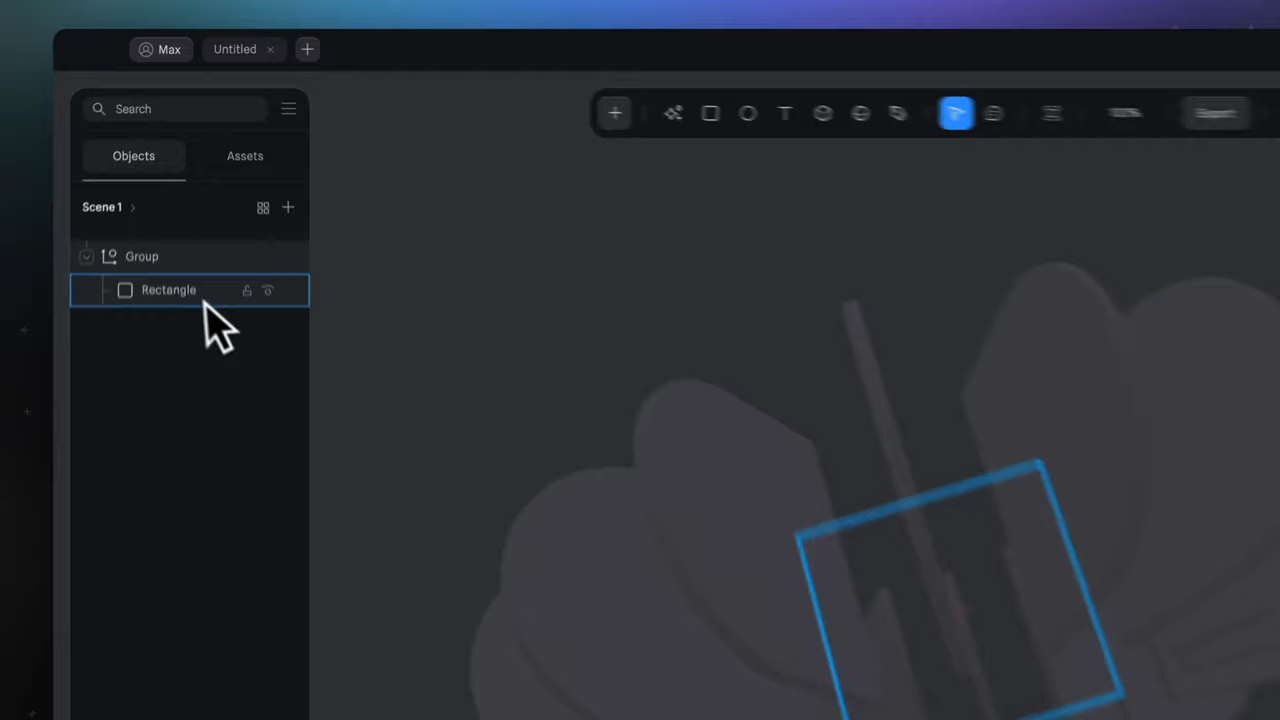 Max
Untitled
Search
Objects
Assets
Scene 1
Group
Rectangle